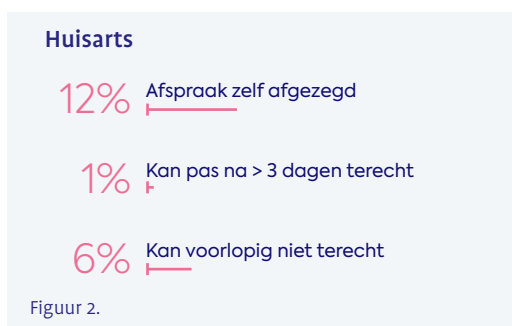 Huisarts
12% Afspraak zelf afgezegd
1% Kan pas na > 3 dagen terecht
6% Kan voorlopig niet terecht
Figuur 2.